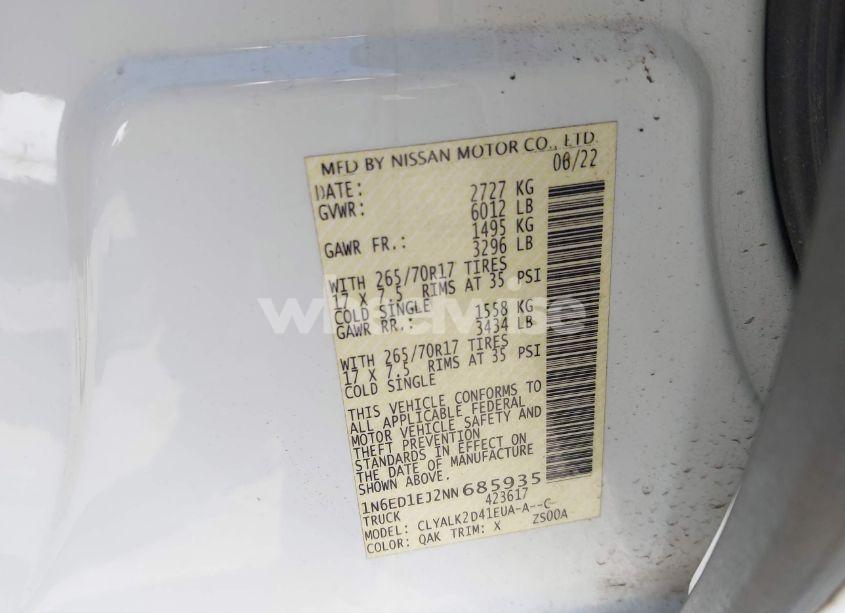 MFD BY NISSAN MOTOR CO., LTD.
DATE: 08/22
GVWR: 2727 KG
6012 LB
GAWR FR.: 1495 KG
3296 LB
WITH 265/70R17 TIRES
17 X 7.5 RIMS AT 35 PSI
COLD SINGLE
GAWR RR.: 1558 KG
3434 LB
WITH 265/70R17 TIRES
17 X 7.5 RIMS AT 35 PSI
COLD SINGLE
THIS VEHICLE CONFORMS TO
ALL APPLICABLE FEDERAL
MOTOR VEHICLE SAFETY AND
THEFT PREVENTION
STANDARDS IN EFFECT ON
THE DATE OF MANUFACTURE
SHOWN ABOVE.
1N6ED1EJ2NN685935
TRUCK 423617
MODEL: CLYALK2D41EUA-A--C-
COLOR: QAK TRIM: X ZS00A